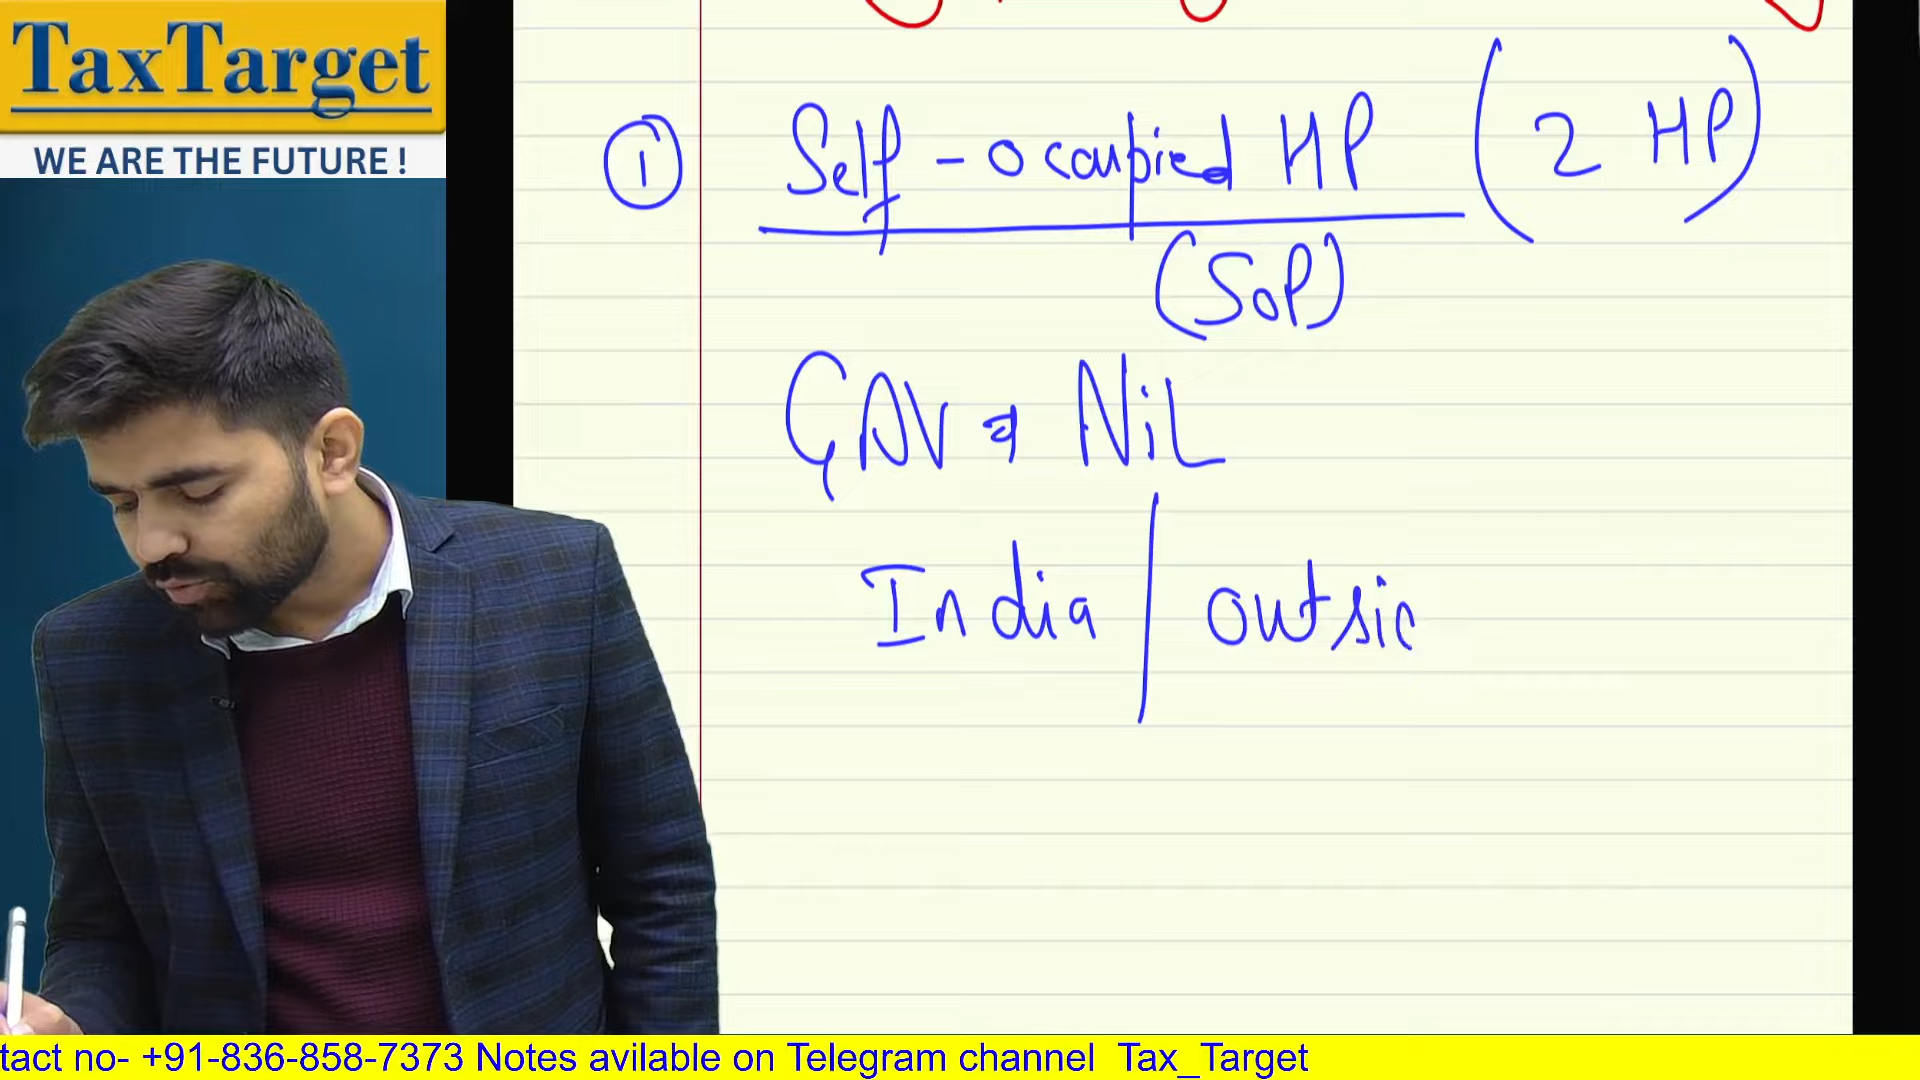 TaxTarget
WE ARE THE FUTURE !
① Self-occupied HP (2 HP)
(SOP)
GAV = NiL
India / outsic
tact no- +91-836-858-7373 Notes avilable on Telegram channel Tax_Target